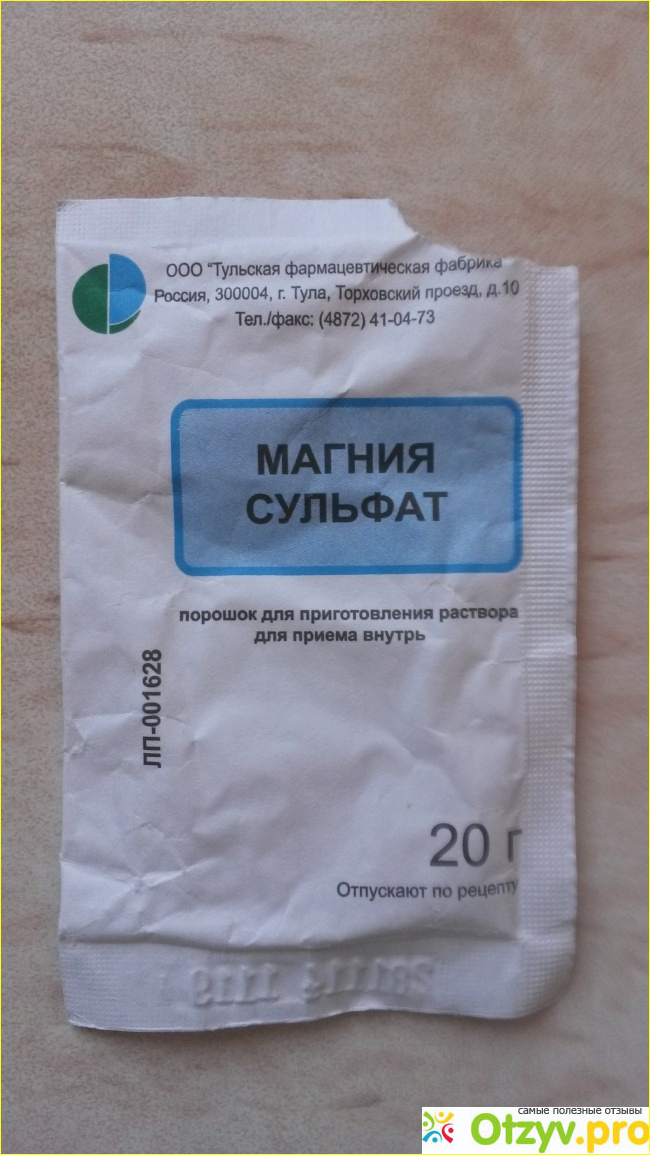 ООО "Тульская фармацевтическая фабрика
Россия, 300004, г. Тула, Торховский проезд, д.10
Тел./факс: (4872) 41-04-73
МАГНИЯ
СУЛЬФАТ
порошок для приготовления раствора
для приема внутрь
ЛП-001628
20 г
Отпускают по рецепту
самые полезные отзывы
Otzyv.pro